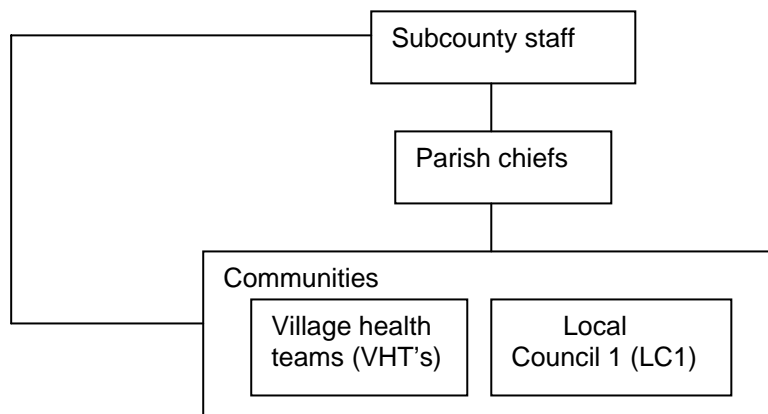 Subcounty staff
Parish chiefs
Communities
Village health
teams (VHT's)
Local
Council 1 (LC1)